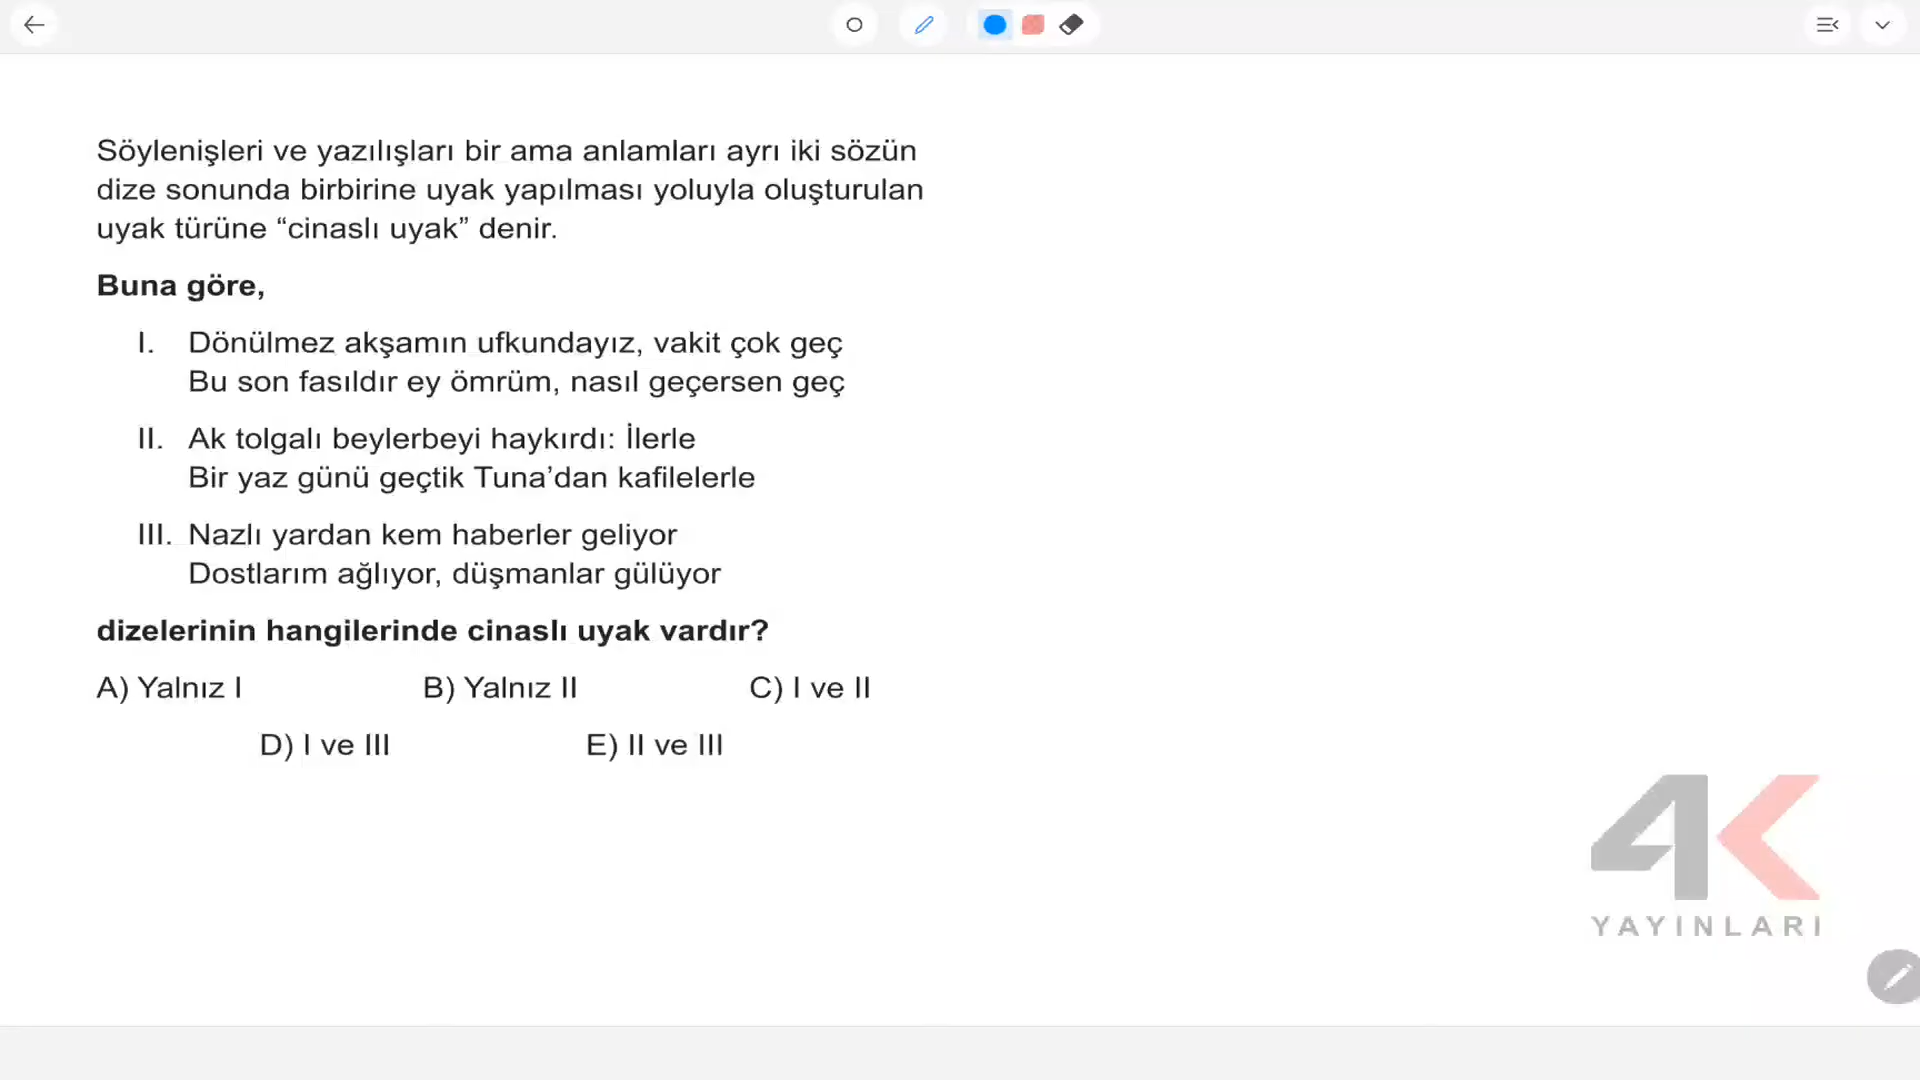 Söylenişleri ve yazılışları bir ama anlamları ayrı iki sözün
dize sonunda birbirine uyak yapılması yoluyla oluşturulan
uyak türüne “cinaslı uyak” denir.
Buna göre,
I. Dönülmez akşamın ufkundayız, vakit çok geç
Bu son fasıldır ey ömrüm, nasıl geçersen geç
II. Ak tolgalı beylerbeyi haykırdı: İlerle
Bir yaz günü geçtik Tuna’dan kafilelerle
III. Nazlı yardan kem haberler geliyor
Dostlarım ağlıyor, düşmanlar gülüyor
dizelerinin hangilerinde cinaslı uyak vardır?
A) Yalnız I B) Yalnız II C) I ve II
D) I ve III E) II ve III
4K
YAYINLARI